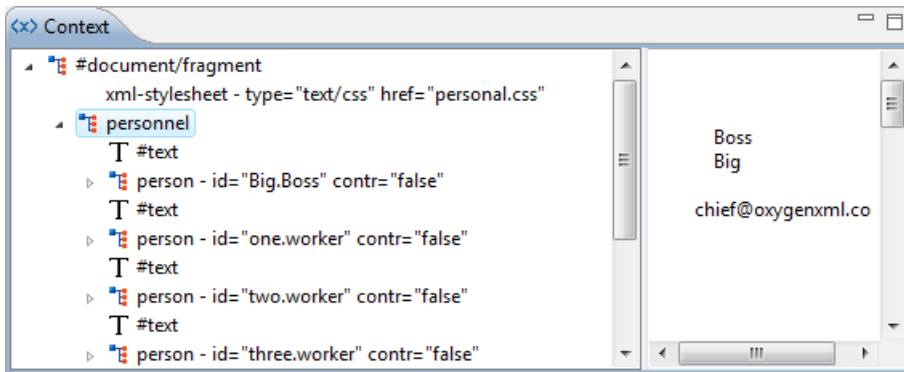 <x> Context
#document/fragment
xml-stylesheet - type="text/css" href="personal.css"
personnel
T #text
person - id="Big.Boss" contr="false"
T #text
person - id="one.worker" contr="false"
T #text
person - id="two.worker" contr="false"
T #text
person - id="three.worker" contr="false"
Boss
Big
chief@oxygenxml.co